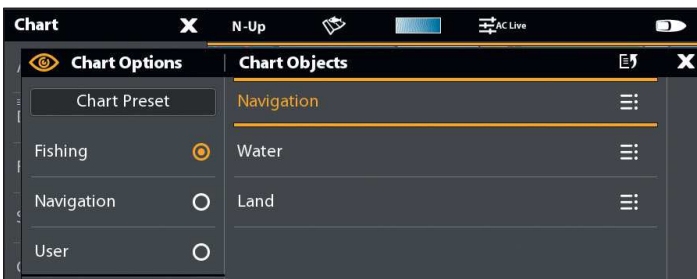 Chart X N-Up AC Live
Chart Options Chart Objects X
Chart Preset Navigation
Fishing Water
Navigation Land
User